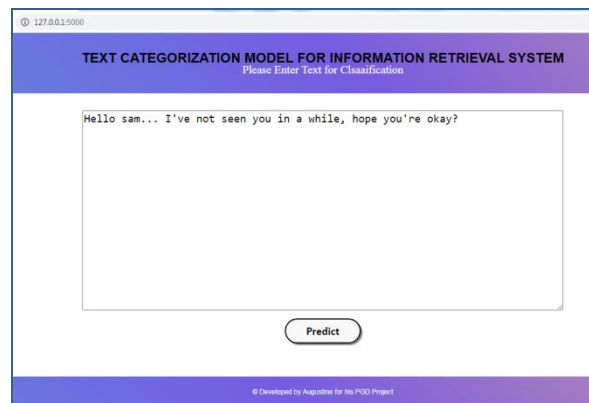 127.0.0.1:5000
TEXT CATEGORIZATION MODEL FOR INFORMATION RETRIEVAL SYSTEM
Please Enter Text for Clsaaification
Hello sam... I've not seen you in a while, hope you're okay?
Predict
© Developed by Augustine for his PGD Project